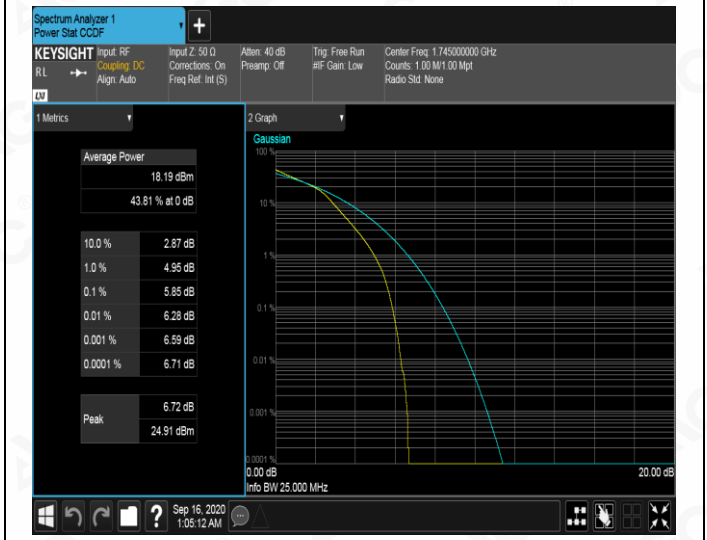 Spectrum Analyzer 1
Power Stat CCDF
KEYSIGHT
RL
LXI
Input: RF
Coupling: DC
Align: Auto
Input Z: 50 Ω
Corrections: On
Freq Ref: Int (S)
Atten: 40 dB
Preamp: Off
Trig: Free Run
#IF Gain: Low
Center Freq: 1.745000000 GHz
Counts: 1.00 M/1.00 Mpt
Radio Std: None
1 Metrics
Average Power
18.19 dBm
43.81 % at 0 dB
10.0 % 2.87 dB
1.0 % 4.95 dB
0.1 % 5.85 dB
0.01 % 6.28 dB
0.001 % 6.59 dB
0.0001 % 6.71 dB
Peak
6.72 dB
24.91 dBm
2 Graph
Gaussian
100 %
10 %
1 %
0.1 %
0.01 %
0.001 %
0.0001 %
0.00 dB 20.00 dB
Info BW 25.000 MHz
?
Sep 16, 2020
1:05:12 AM